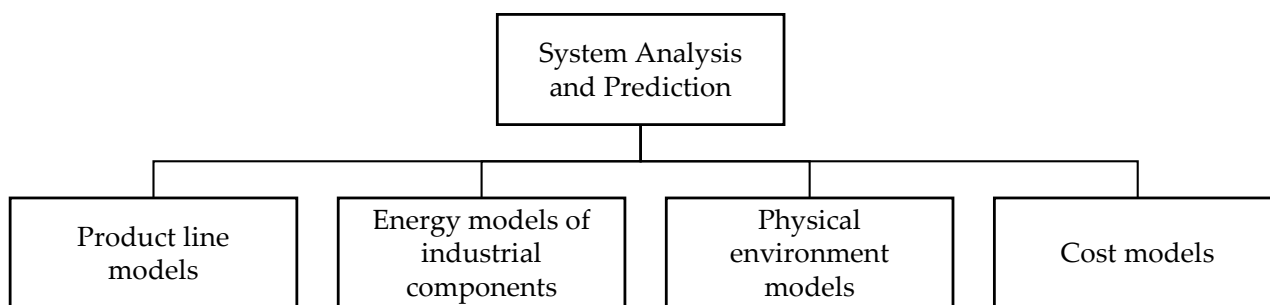 System Analysis
and Prediction
Product line
models
Energy models of
industrial
components
Physical
environment
models
Cost models